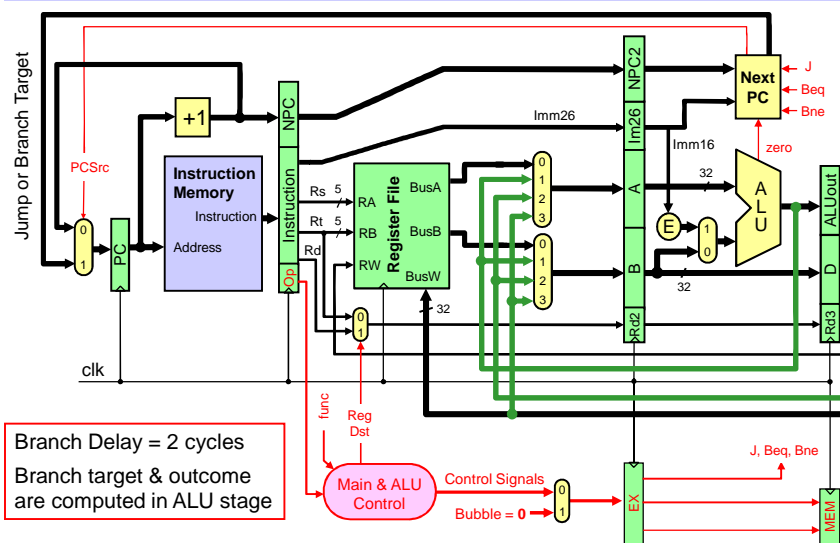 Jump or Branch Target
PCSrc
0
1
PC
+1
Instruction
Memory
Instruction
Address
NPC
Instruction
Op
Rs
5
Rt
5
Rd
Imm26
Register File
RA
RB
RW
BusA
BusB
BusW
32
0
1
2
3
0
1
2
3
0
1
NPC2
Im26
A
B
Rd2
Imm16
E
1
0
32
32
Next
PC
J
Beq
Bne
zero
A
L
U
ALUout
D
Rd3
clk
func
Reg
Dst
Main & ALU
Control
Control Signals
Bubble = 0
0
1
EX
J, Beq, Bne
MEM
Branch Delay = 2 cycles
Branch target & outcome
are computed in ALU stage